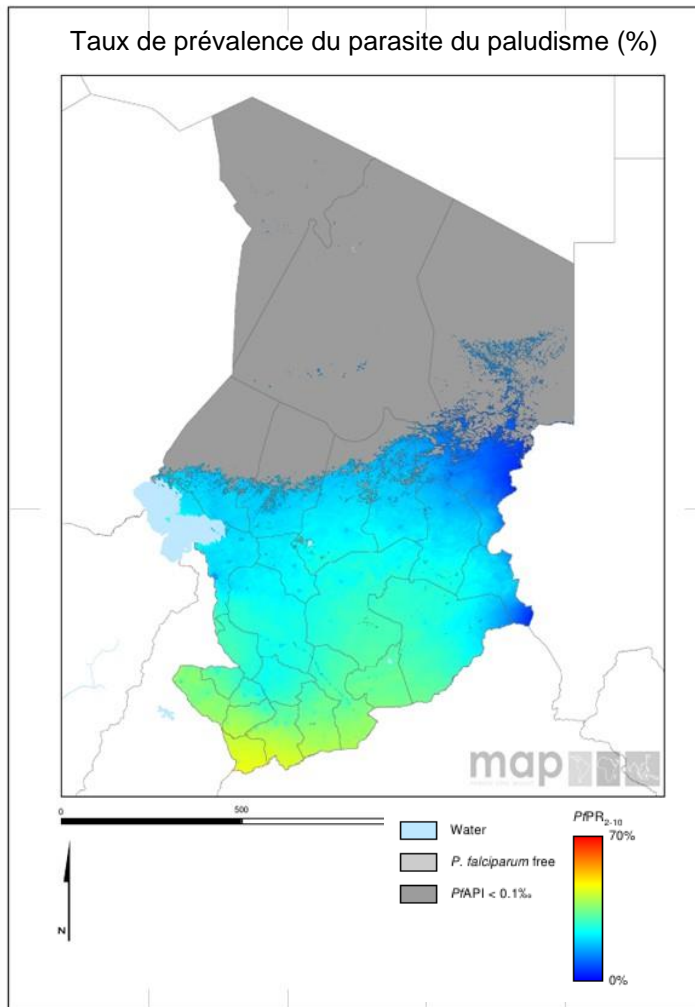 Taux de prévalence du parasite du paludisme (%)
map
0 500
Water
P. falciparum free
PfAPI < 0.1‰
PfPR2-10
70%
0%
N